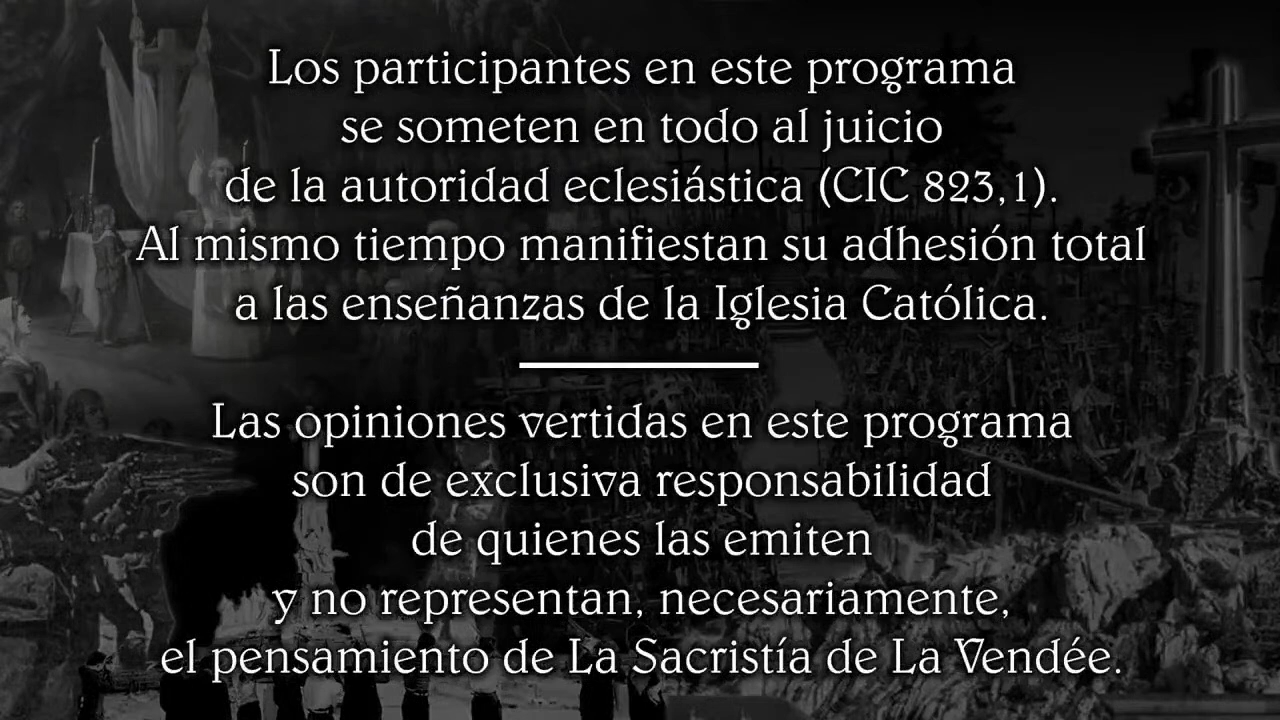 Los participantes en este programa
se someten en todo al juicio
de la autoridad eclesiástica (CIC 823,1).
Al mismo tiempo manifiestan su adhesión total
a las enseñanzas de la Iglesia Católica.
Las opiniones vertidas en este programa
son de exclusiva responsabilidad
de quienes las emiten
y no representan, necesariamente,
el pensamiento de La Sacristía de La Vendée.